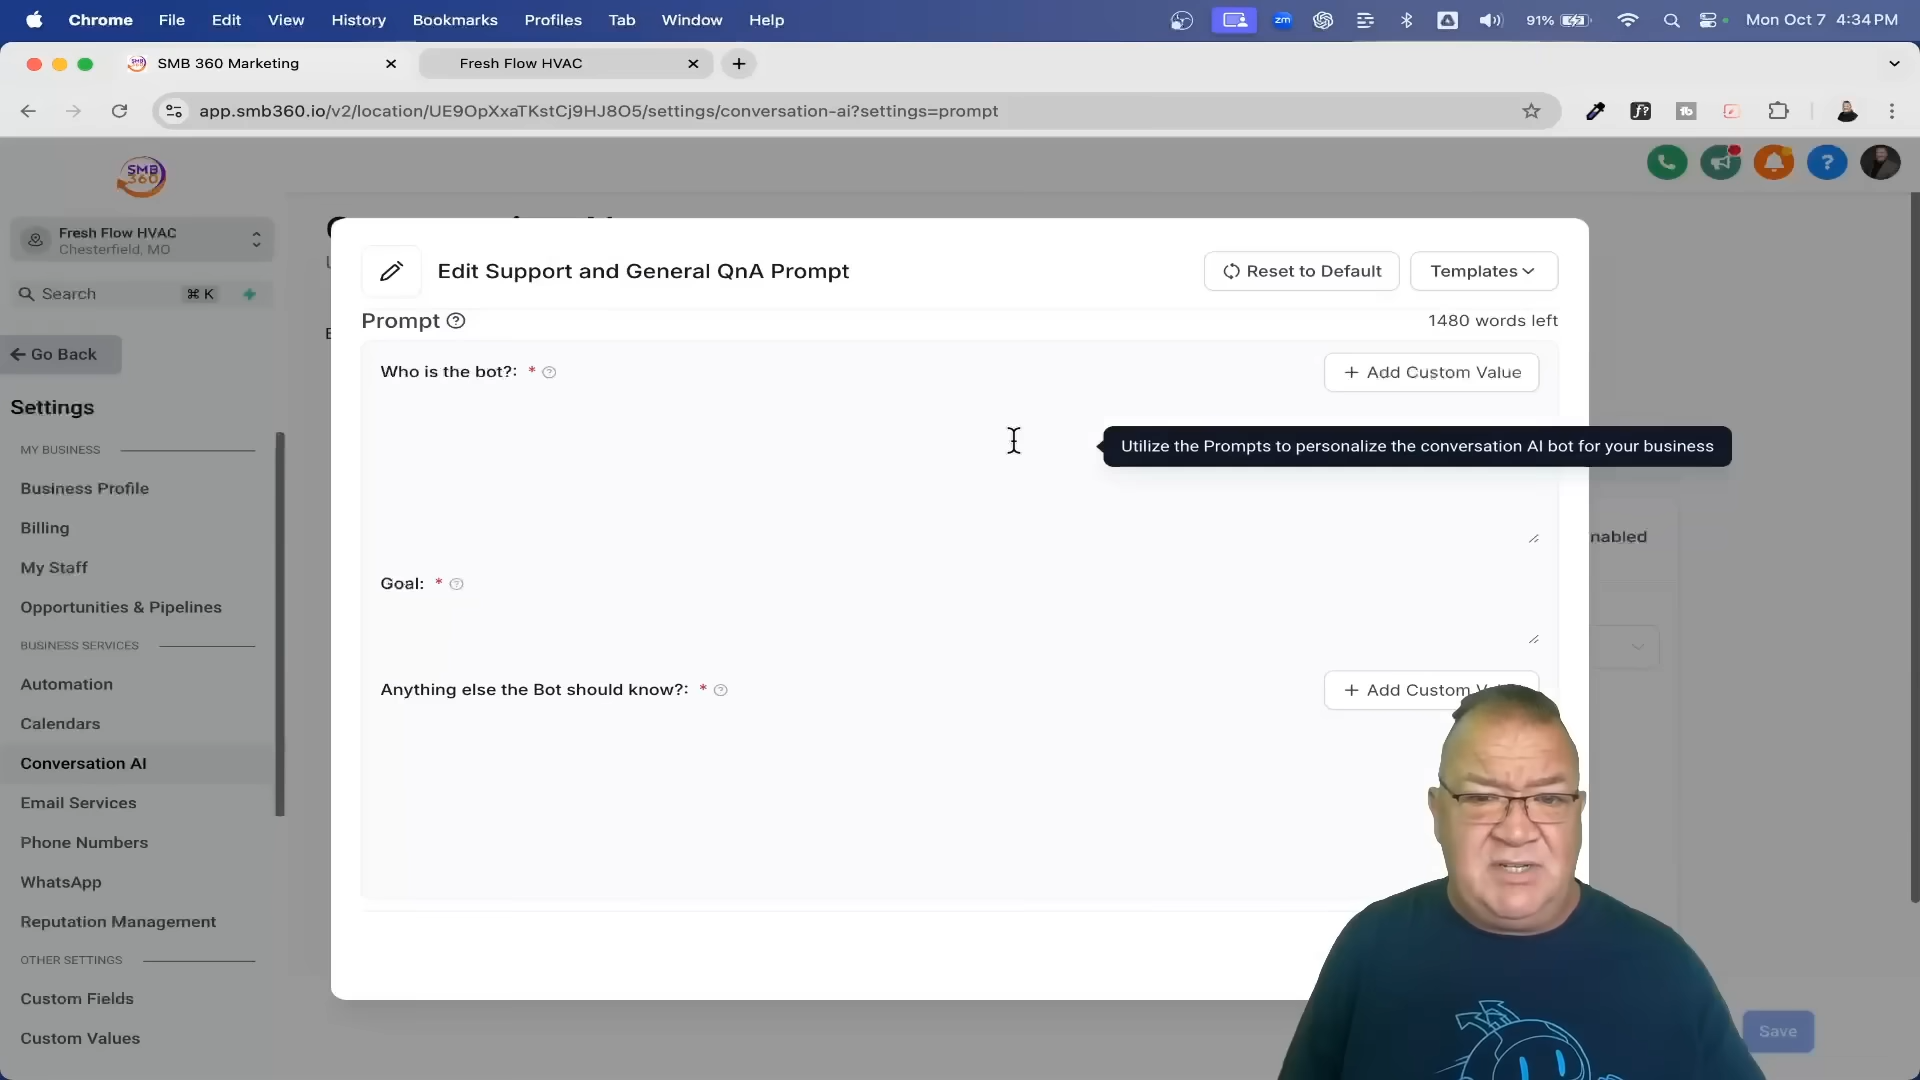 Chrome File Edit View History Bookmarks Profiles Tab Window Help zm 91% Mon Oct 7 4:34 PM
SMB 360 Marketing Fresh Flow HVAC
app.smb360.io/v2/location/UE9OpXxaTKstCj9HJ8O5/settings/conversation-ai?settings=prompt
SMB
360
Fresh Flow HVAC
Chesterfield, MO
Search ⌘ K
Go Back
Settings
MY BUSINESS
Business Profile
Billing
My Staff
Opportunities & Pipelines
BUSINESS SERVICES
Automation
Calendars
Conversation AI
Email Services
Phone Numbers
WhatsApp
Reputation Management
OTHER SETTINGS
Custom Fields
Custom Values
Edit Support and General QnA Prompt
Reset to Default
Templates
Prompt
1480 words left
Who is the bot?: *
+ Add Custom Value
Utilize the Prompts to personalize the conversation AI bot for your business
Goal: *
Anything else the Bot should know?: *
+ Add Custom
nabled
Save